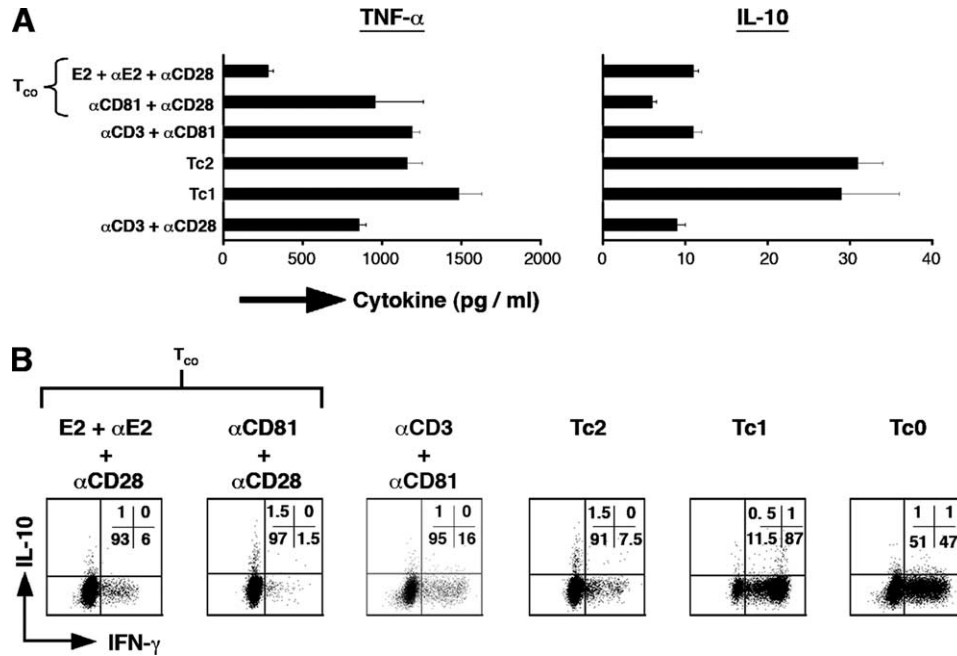 A
TNF-α
IL-10
T_CO
E2 + αE2 + αCD28
αCD81 + αCD28
αCD3 + αCD81
Tc2
Tc1
αCD3 + αCD28
0 500 1000 1500 2000
0 10 20 30 40
Cytokine (pg / ml)
B
T_CO
E2 + αE2
+
αCD28
αCD81
+
αCD28
αCD3
+
αCD81
Tc2
Tc1
Tc0
1 0
93 6
1.5 0
97 1.5
1 0
95 16
1.5 0
91 7.5
0. 5 1
11.5 87
1 1
51 47
IL-10
IFN-γ